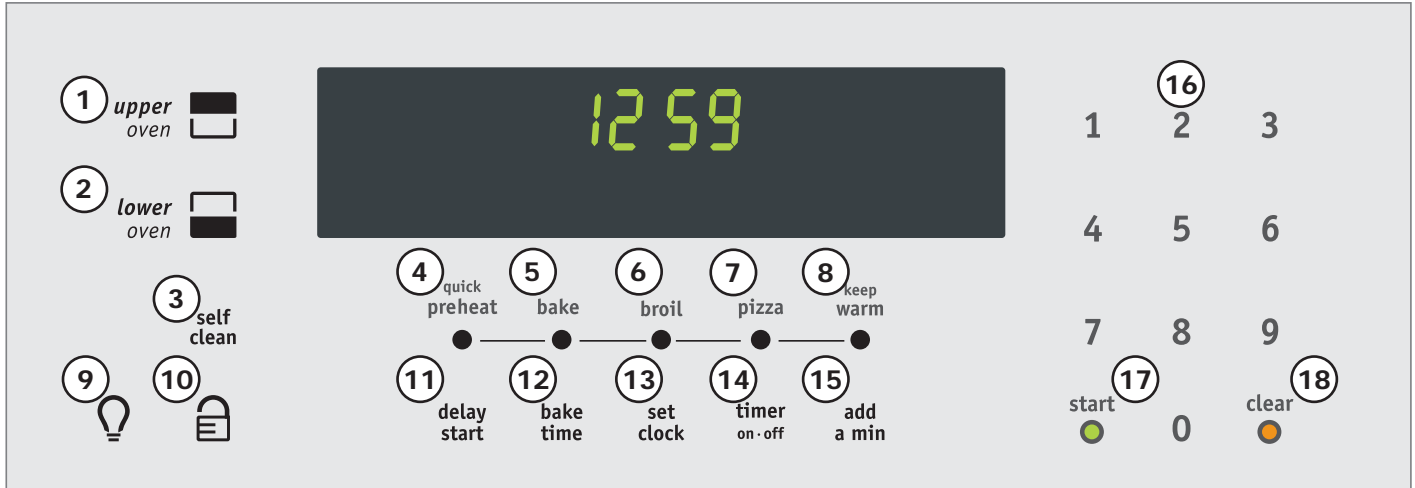 1
upper
oven
2
lower
oven
3
self
clean
9
10
1259
4
quick
preheat
5
bake
6
broil
7
pizza
8
keep
warm
11
delay
start
12
bake
time
13
set
clock
14
timer
on·off
15
add
a min
16
1 2 3
4 5 6
7 8 9
17
start
0
18
clear